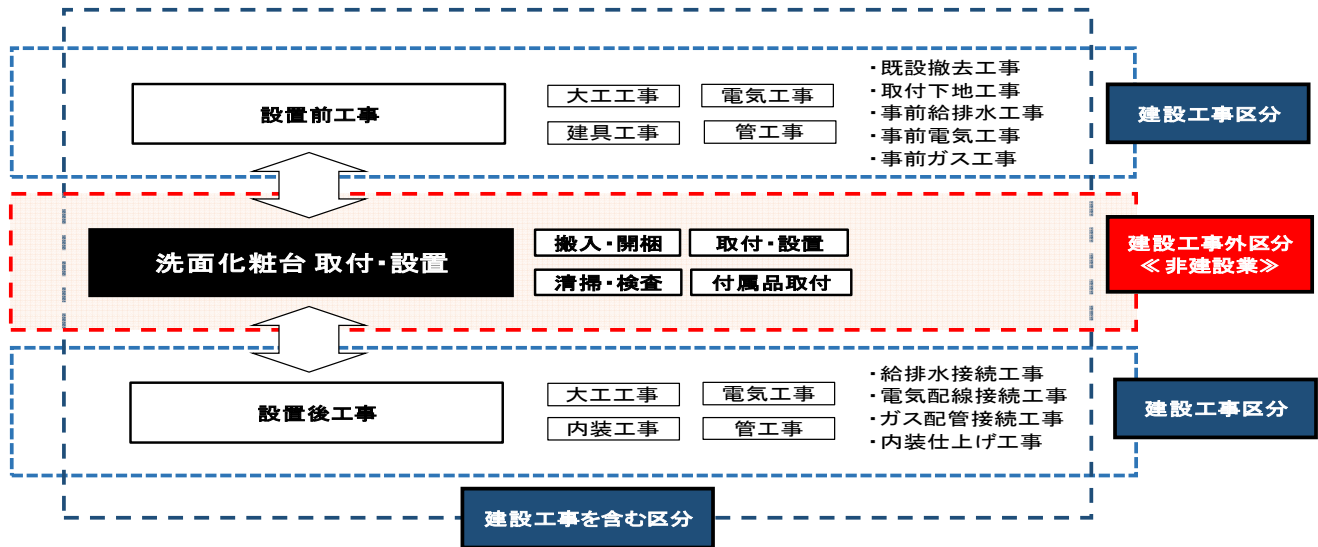 設置前工事
大工工事
電気工事
建具工事
管工事
・既設撤去工事
・取付下地工事
・事前給排水工事
・事前電気工事
・事前ガス工事
建設工事区分
洗面化粧台 取付・設置
搬入・開梱
取付・設置
清掃・検査
付属品取付
建設工事外区分
≪非建設業≫
設置後工事
大工工事
電気工事
内装工事
管工事
・給排水接続工事
・電気配線接続工事
・ガス配管接続工事
・内装仕上げ工事
建設工事区分
建設工事を含む区分